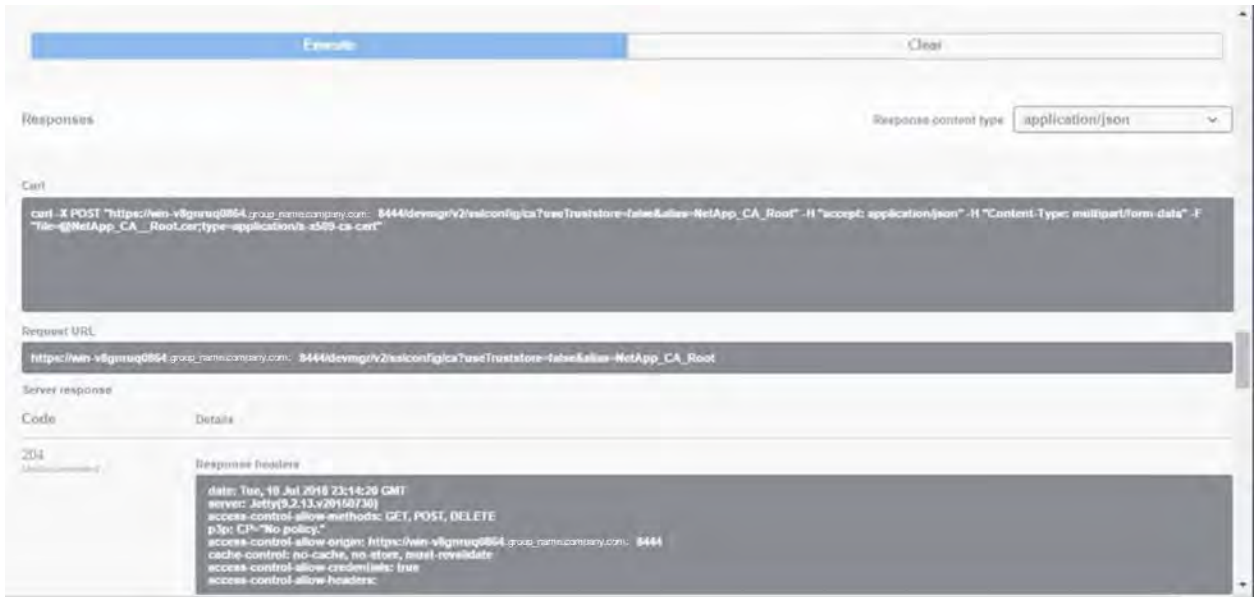 Execute
Clear
Responses
Response content type application/json
Curl
curl -X POST "https://win-v8gnruq0864.group_name.company.com: 8444/devmgr/v2/sslconfig/ca?useTruststore=false&alias=NetApp_CA_Root" -H "accept: application/json" -H "Content-Type: multipart/form-data" -F
"file=@NetApp_CA__Root.cer;type=application/x-x509-ca-cert"
Request URL
https://win-v8gnruq0864.group_name.company.com: 8444/devmgr/v2/sslconfig/ca?useTruststore=false&alias=NetApp_CA_Root
Server response
Code
Details
204
Undocumented
Response headers
date: Tue, 10 Jul 2018 23:14:20 GMT
server: Jetty(9.2.13.v20150730)
access-control-allow-methods: GET, POST, DELETE
p3p: CP="No policy."
access-control-allow-origin: https://win-v8gnruq0864.group_name.company.com: 8444
cache-control: no-cache, no-store, must-revalidate
access-control-allow-credentials: true
access-control-allow-headers: